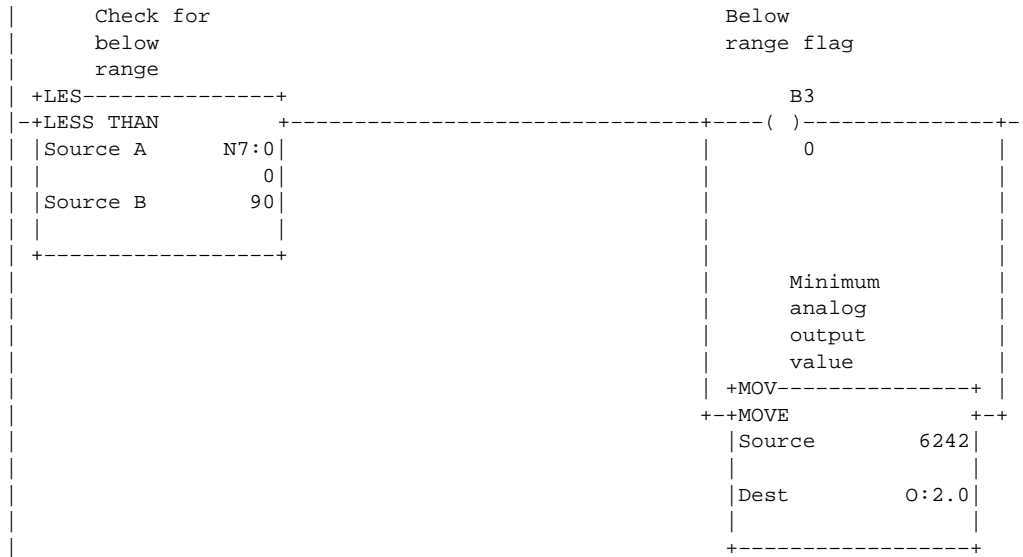 Check for Below
below range flag
range
+LES---------------+ B3
-+LESS THAN +--------------------------------+----( )---------------+-
|Source A N7:0| | 0 |
| 0| | |
|Source B 90| | |
| | | |
+------------------+ | |
| Minimum |
| analog |
| output |
| value |
| +MOV---------------+ |
+-+MOVE +-+
|Source 6242|
| |
|Dest O:2.0|
| |
+------------------+